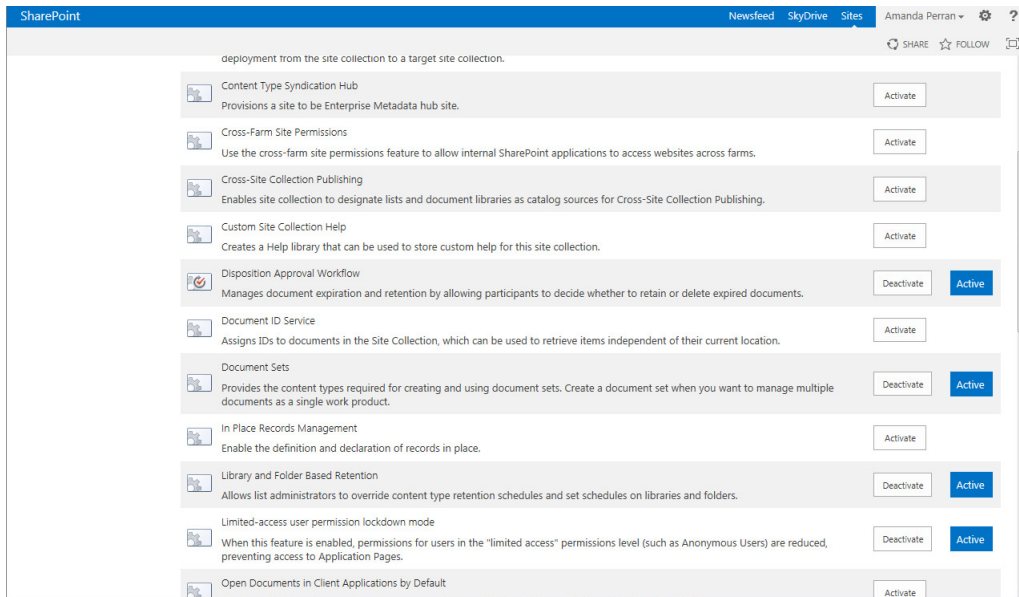 SharePoint
Newsfeed SkyDrive Sites Amanda Perran ?
SHARE FOLLOW
deployment from the site collection to a target site collection.
Content Type Syndication Hub
Provisions a site to be Enterprise Metadata hub site.
Activate
Cross-Farm Site Permissions
Use the cross-farm site permissions feature to allow internal SharePoint applications to access websites across farms.
Activate
Cross-Site Collection Publishing
Enables site collection to designate lists and document libraries as catalog sources for Cross-Site Collection Publishing.
Activate
Custom Site Collection Help
Creates a Help library that can be used to store custom help for this site collection.
Activate
Disposition Approval Workflow
Manages document expiration and retention by allowing participants to decide whether to retain or delete expired documents.
Deactivate Active
Document ID Service
Assigns IDs to documents in the Site Collection, which can be used to retrieve items independent of their current location.
Activate
Document Sets
Provides the content types required for creating and using document sets. Create a document set when you want to manage multiple
documents as a single work product.
Deactivate Active
In Place Records Management
Enable the definition and declaration of records in place.
Activate
Library and Folder Based Retention
Allows list administrators to override content type retention schedules and set schedules on libraries and folders.
Deactivate Active
Limited-access user permission lockdown mode
When this feature is enabled, permissions for users in the "limited access" permissions level (such as Anonymous Users) are reduced,
preventing access to Application Pages.
Deactivate Active
Open Documents in Client Applications by Default
Activate